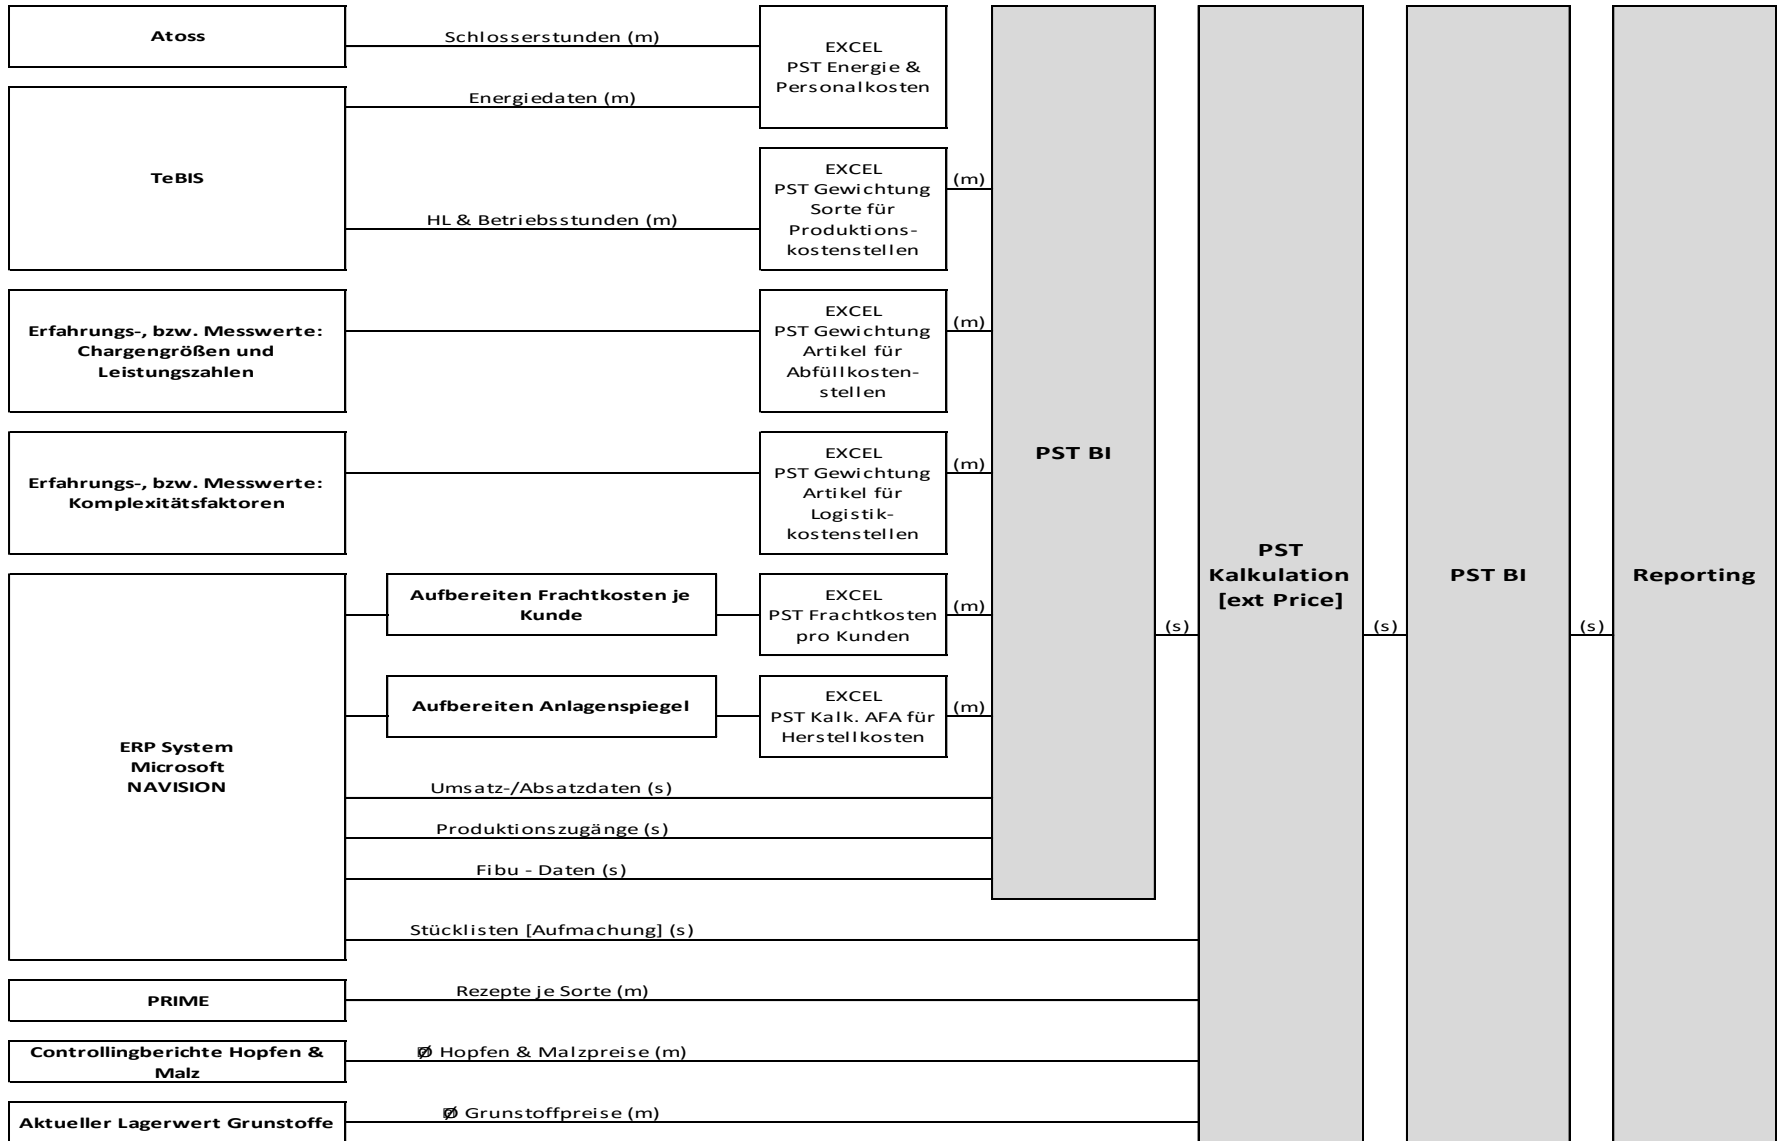 Atoss
Schlosserstunden (m)
EXCEL
PST Energie &
Personalkosten
Energiedaten (m)
TeBIS
HL & Betriebsstunden (m)
EXCEL
PST Gewichtung
Sorte für
Produktions-
kostenstellen
(m)
Erfahrungs-, bzw. Messwerte:
Chargengrößen und
Leistungszahlen
EXCEL
PST Gewichtung
Artikel für
Abfüllkosten-
stellen
(m)
Erfahrungs-, bzw. Messwerte:
Komplexitätsfaktoren
EXCEL
PST Gewichtung
Artikel für
Logistik-
kostenstellen
(m)
PST BI
ERP System
Microsoft
NAVISION
Aufbereiten Frachtkosten je
Kunde
EXCEL
PST Frachtkosten
pro Kunden
(m)
Aufbereiten Anlagenspiegel
EXCEL
PST Kalk. AFA für
Herstellkosten
(m)
Umsatz-/Absatzdaten (s)
Produktionszugänge (s)
Fibu - Daten (s)
Stücklisten [Aufmachung] (s)
(s)
PST
Kalkulation
[ext Price]
(s)
PST BI
(s)
Reporting
PRIME
Rezepte je Sorte (m)
Controllingberichte Hopfen &
Malz
Ø Hopfen & Malzpreise (m)
Aktueller Lagerwert Grunstoffe
Ø Grunstoffpreise (m)